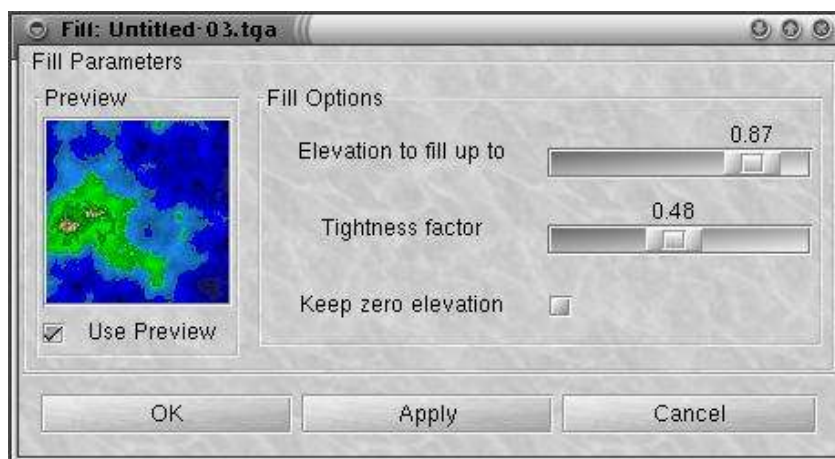 Fill: Untitled-03.tga
Fill Parameters
Preview
Use Preview
Fill Options
Elevation to fill up to
0.87
Tightness factor
0.48
Keep zero elevation
OK
Apply
Cancel